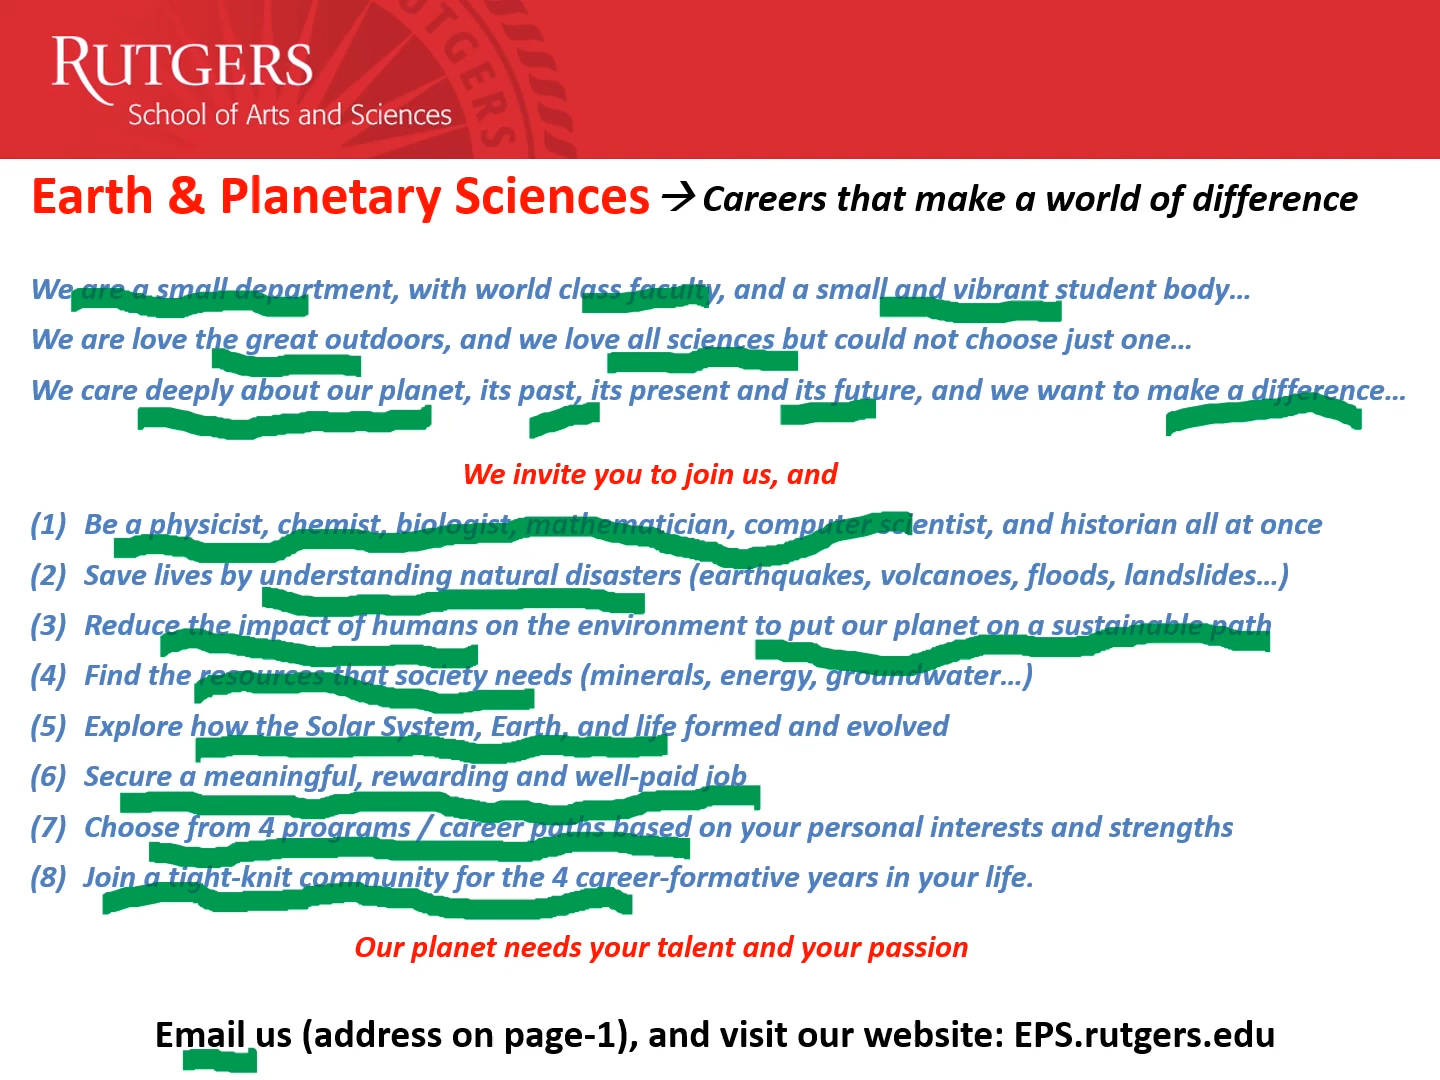 RUTGERS
School of Arts and Sciences
RUTGERS
Earth & Planetary Sciences → Careers that make a world of difference
We are a small department, with world class faculty, and a small and vibrant student body…
We are love the great outdoors, and we love all sciences but could not choose just one…
We care deeply about our planet, its past, its present and its future, and we want to make a difference…
We invite you to join us, and
(1) Be a physicist, chemist, biologist, mathematician, computer scientist, and historian all at once
(2) Save lives by understanding natural disasters (earthquakes, volcanoes, floods, landslides…)
(3) Reduce the impact of humans on the environment to put our planet on a sustainable path
(4) Find the resources that society needs (minerals, energy, groundwater…)
(5) Explore how the Solar System, Earth, and life formed and evolved
(6) Secure a meaningful, rewarding and well-paid job
(7) Choose from 4 programs / career paths based on your personal interests and strengths
(8) Join a tight-knit community for the 4 career-formative years in your life.
Our planet needs your talent and your passion
Email us (address on page-1), and visit our website: EPS.rutgers.edu